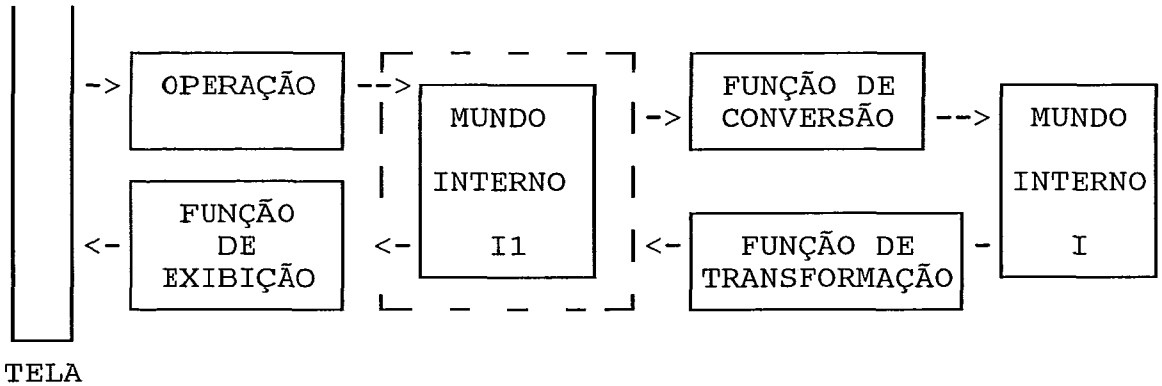 ->
OPERAÇÃO
-->
MUNDO
INTERNO
I1
->
FUNÇÃO DE
CONVERSÃO
-->
MUNDO
INTERNO
I
<-
FUNÇÃO
DE
EXIBIÇÃO
<-
<-
FUNÇÃO DE
TRANSFORMAÇÃO
-
TELA